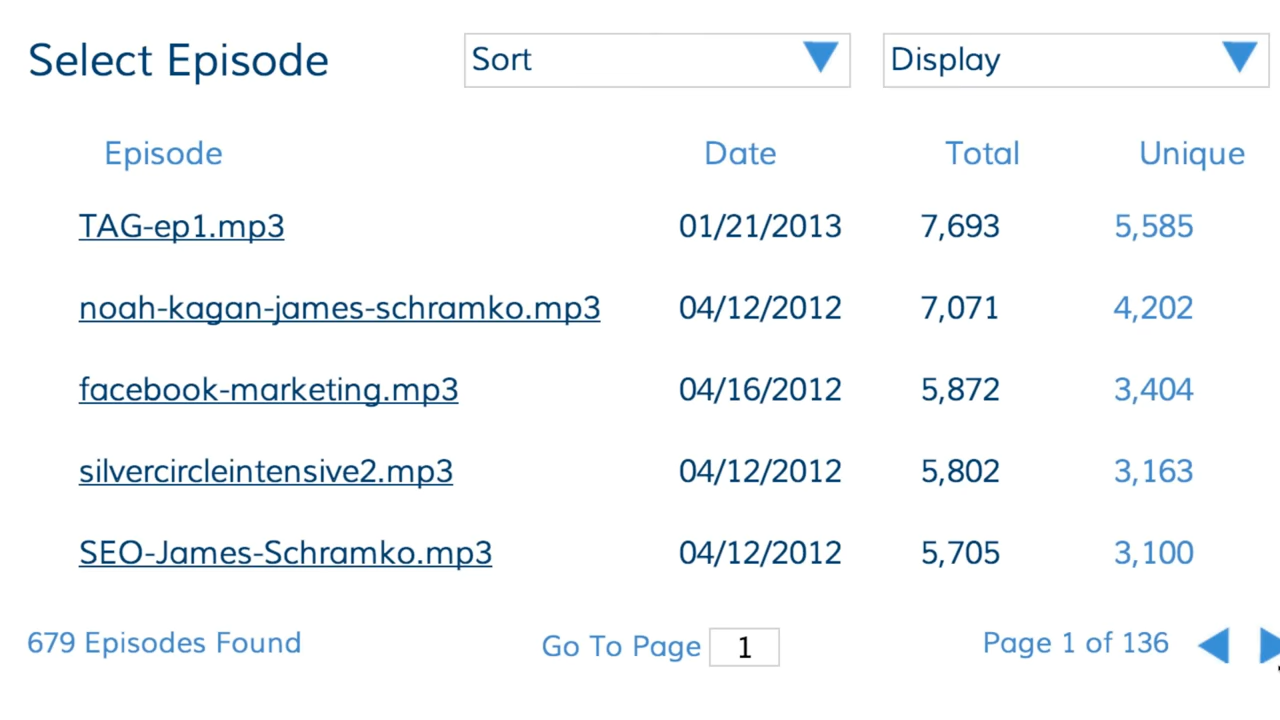 Select Episode Sort Display
Episode Date Total Unique
TAG-ep1.mp3 01/21/2013 7,693 5,585
noah-kagan-james-schramko.mp3 04/12/2012 7,071 4,202
facebook-marketing.mp3 04/16/2012 5,872 3,404
silvercircleintensive2.mp3 04/12/2012 5,802 3,163
SEO-James-Schramko.mp3 04/12/2012 5,705 3,100
679 Episodes Found Go To Page 1 Page 1 of 136